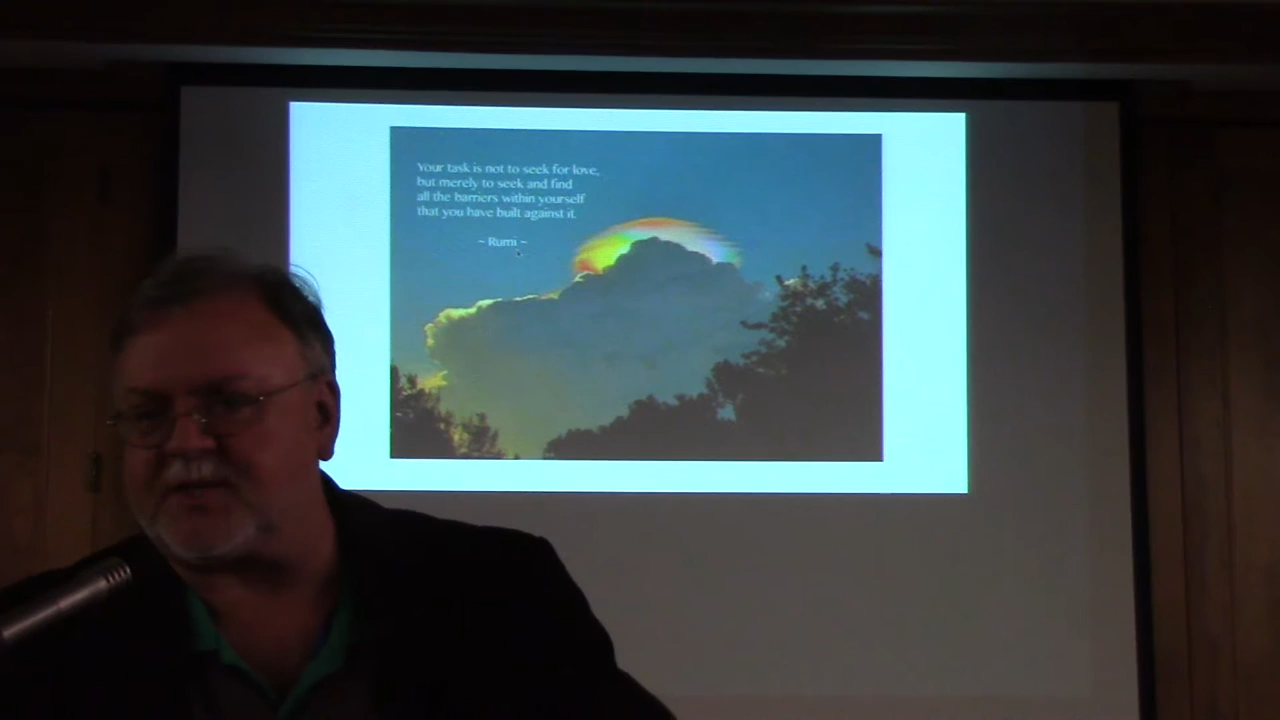 Your task is not to seek for love,
but merely to seek and find
all the barriers within yourself
that you have built against it.
~ Rumi ~